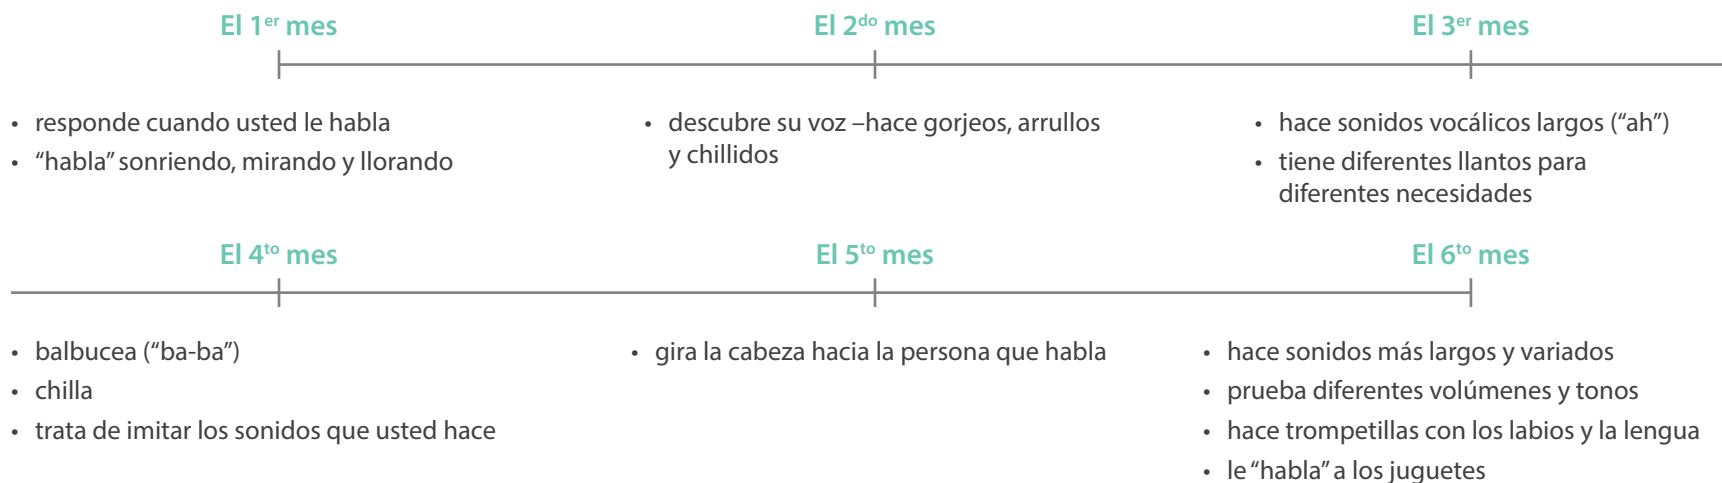 El 1er mes
El 2do mes
El 3er mes
• responde cuando usted le habla
• “habla” sonriendo, mirando y llorando
• descubre su voz –hace gorjeos, arrullos
y chillidos
• hace sonidos vocálicos largos (“ah”)
• tiene diferentes llantos para
diferentes necesidades
El 4to mes
El 5to mes
El 6to mes
• balbucea (“ba-ba”)
• chilla
• trata de imitar los sonidos que usted hace
• gira la cabeza hacia la persona que habla
• hace sonidos más largos y variados
• prueba diferentes volúmenes y tonos
• hace trompetillas con los labios y la lengua
• le “habla” a los juguetes